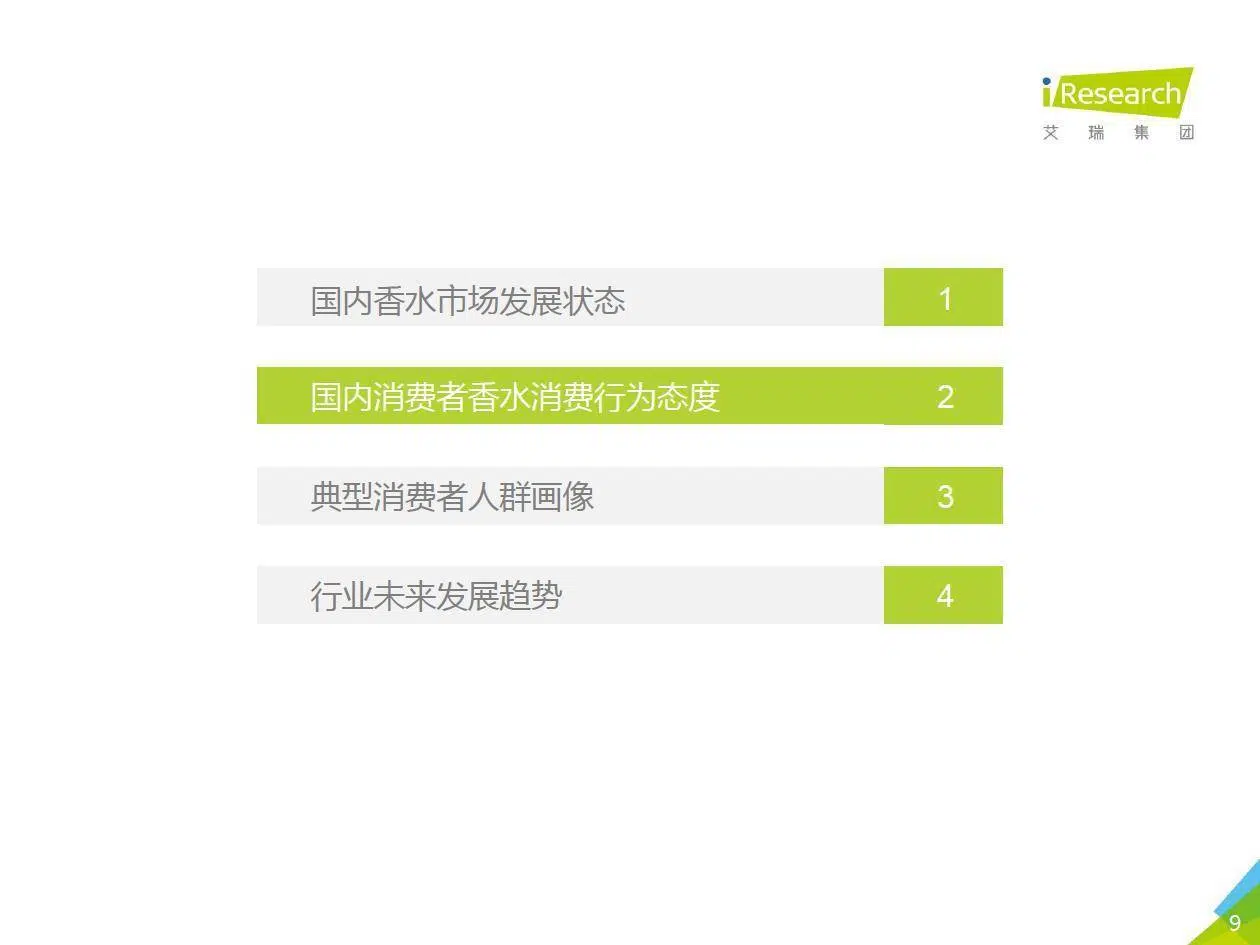 iResearch
艾瑞集团
国内香水市场发展状态 1
国内消费者香水消费行为态度 2
典型消费者人群画像 3
行业未来发展趋势 4
9